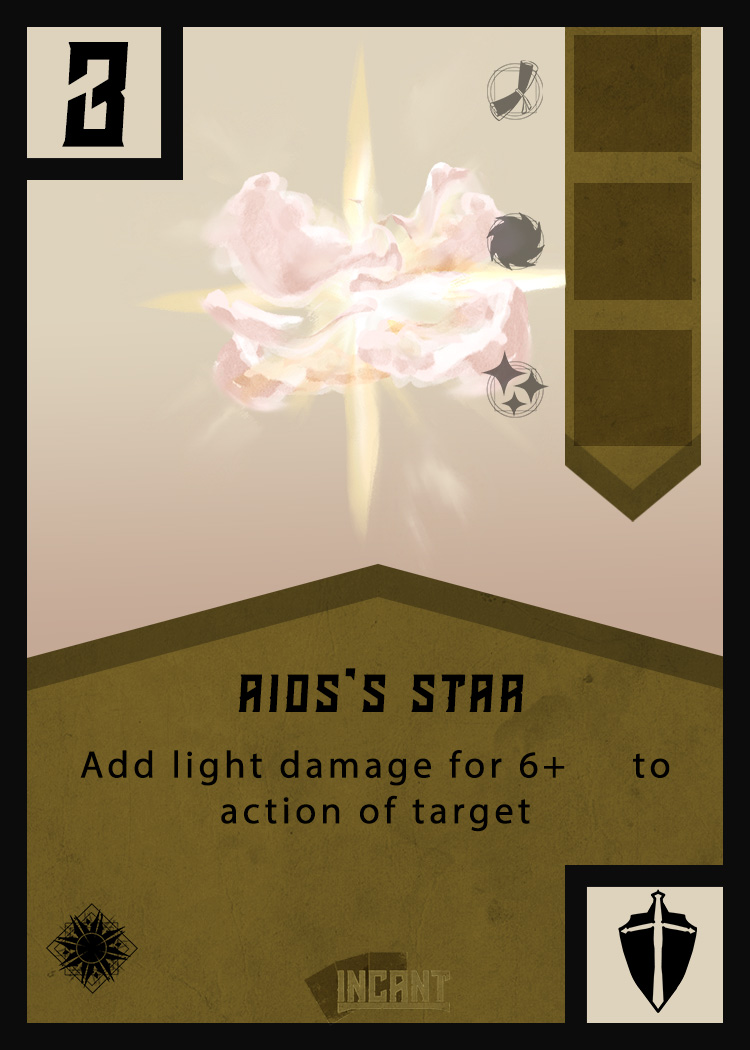 3
AIOS'S STAR
Add light damage for 6+ to
action of target
INCANT